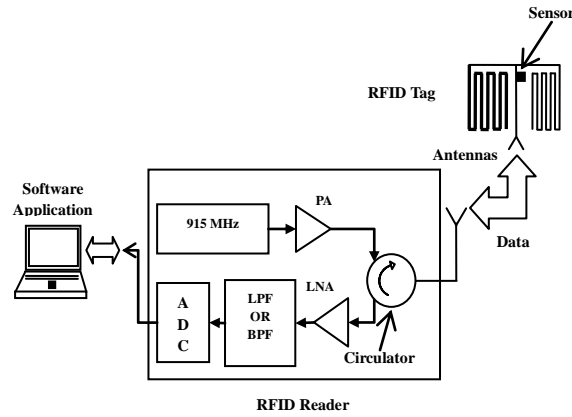 Sensor
RFID Tag
Antennas
Software
Application
PA
915 MHz
Data
LNA
A
D
C
LPF
OR
BPF
Circulator
RFID Reader